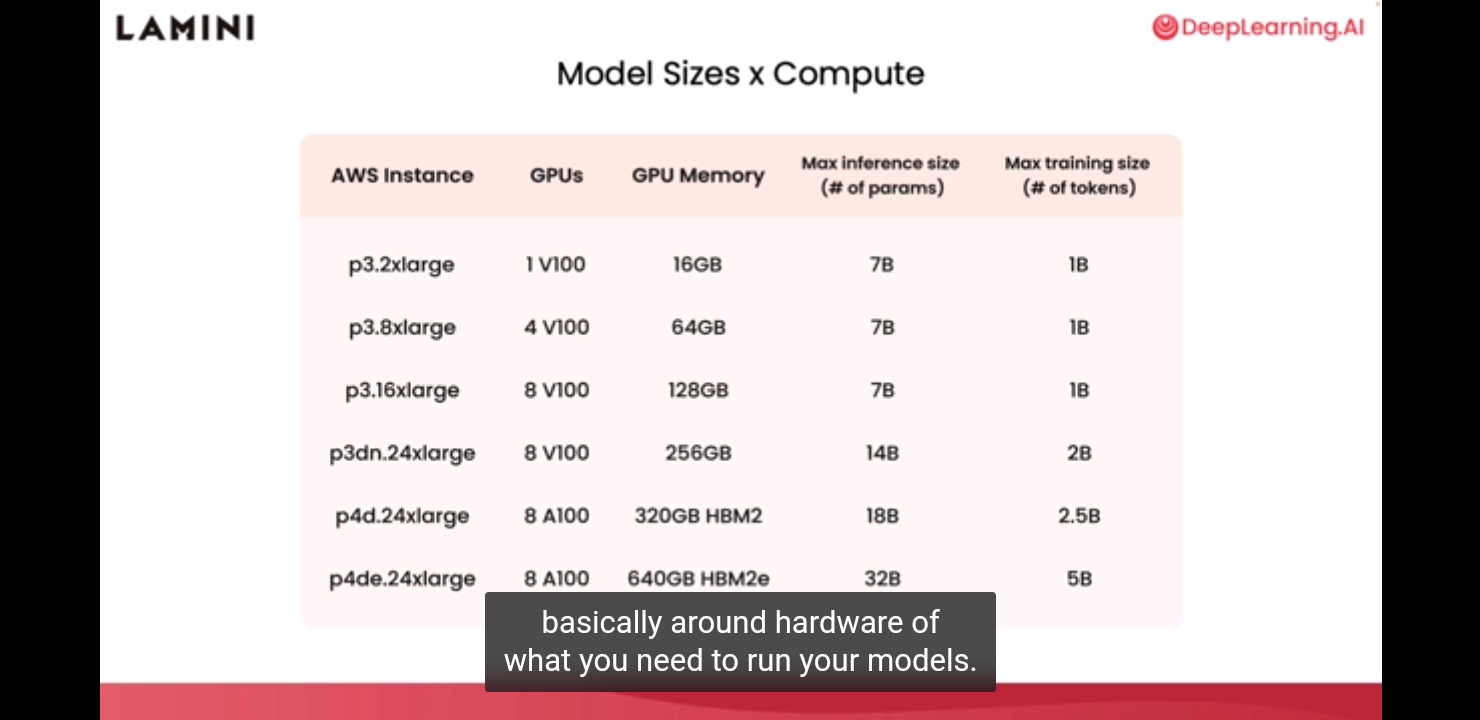 LAMINI
DeepLearning.AI
Model Sizes x Compute
AWS Instance GPUs GPU Memory Max inference size (# of params) Max training size (# of tokens)
p3.2xlarge 1 V100 16GB 7B 1B
p3.8xlarge 4 V100 64GB 7B 1B
p3.16xlarge 8 V100 128GB 7B 1B
p3dn.24xlarge 8 V100 256GB 14B 2B
p4d.24xlarge 8 A100 320GB HBM2 18B 2.5B
p4de.24xlarge 8 A100 640GB HBM2e 32B 5B
basically around hardware of
what you need to run your models.